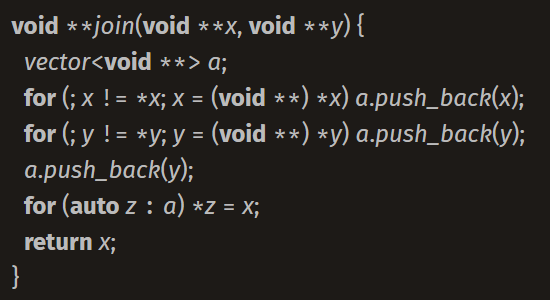 void **join(void **x, void **y) {
vector<void **> a;
for (; x != *x; x = (void **) *x) a.push_back(x);
for (; y != *y; y = (void **) *y) a.push_back(y);
a.push_back(y);
for (auto z : a) *z = x;
return x;
}